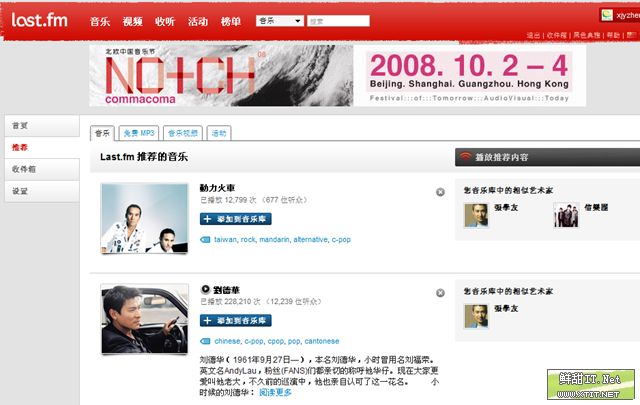 last.fm 音乐 视频 收听 活动 榜单 音乐 搜索 xjyzhen
退出 | 收件箱 | 黑色典雅 | 帮助 |
北欧中国音乐节
NOTCH 08
commacoma
2008. 10. 2 – 4
Beijing. Shanghai. Guangzhou. Hong Kong
Festival:::of:::Tomorrow:::AudioVisual:::Today
首页
推荐
收件箱
设置
音乐 免费 MP3 音乐视频 活动
Last.fm 推荐的音乐
播放推荐内容
動力火車
已播放 12,799 次 (677 位听众)
添加到音乐库
taiwan, rock, mandarin, alternative, c-pop
您音乐库中的相似艺术家
張學友 信樂團
劉德華
已播放 228,210 次 (12,239 位听众)
添加到音乐库
chinese, c-pop, cpop, pop, cantonese
刘德华( 1961年9月27日—),本名刘德华,小时曾用名刘福荣。
英文名AndyLau,粉丝(FANS)们都亲切的称呼他华仔。现在大家更
爱叫他老大,不久前的巡演中,他也亲自认可了这一花名。 小
时候的刘德华: 阅读更多
您音乐库中的相似艺术家
張學友
鲜甜IT.Net
WWW.XTIT.NET